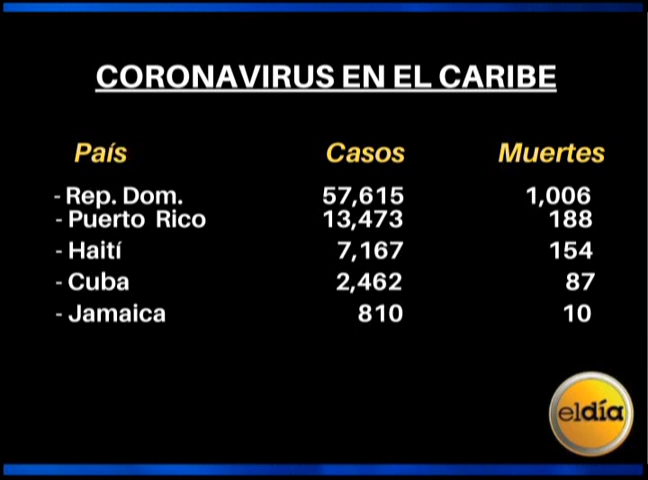 CORONAVIRUS EN EL CARIBE
País Casos Muertes
- Rep. Dom. 57,615 1,006
- Puerto Rico 13,473 188
- Haití 7,167 154
- Cuba 2,462 87
- Jamaica 810 10
eldía